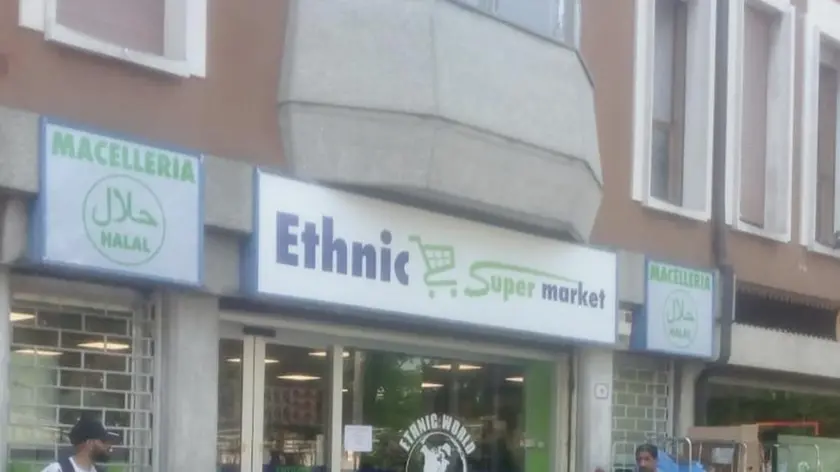 MACELLERIA
حلال
HALAL
Ethnic Super market
MACELLERIA
حلال
HALAL
ETHNIC WORLD